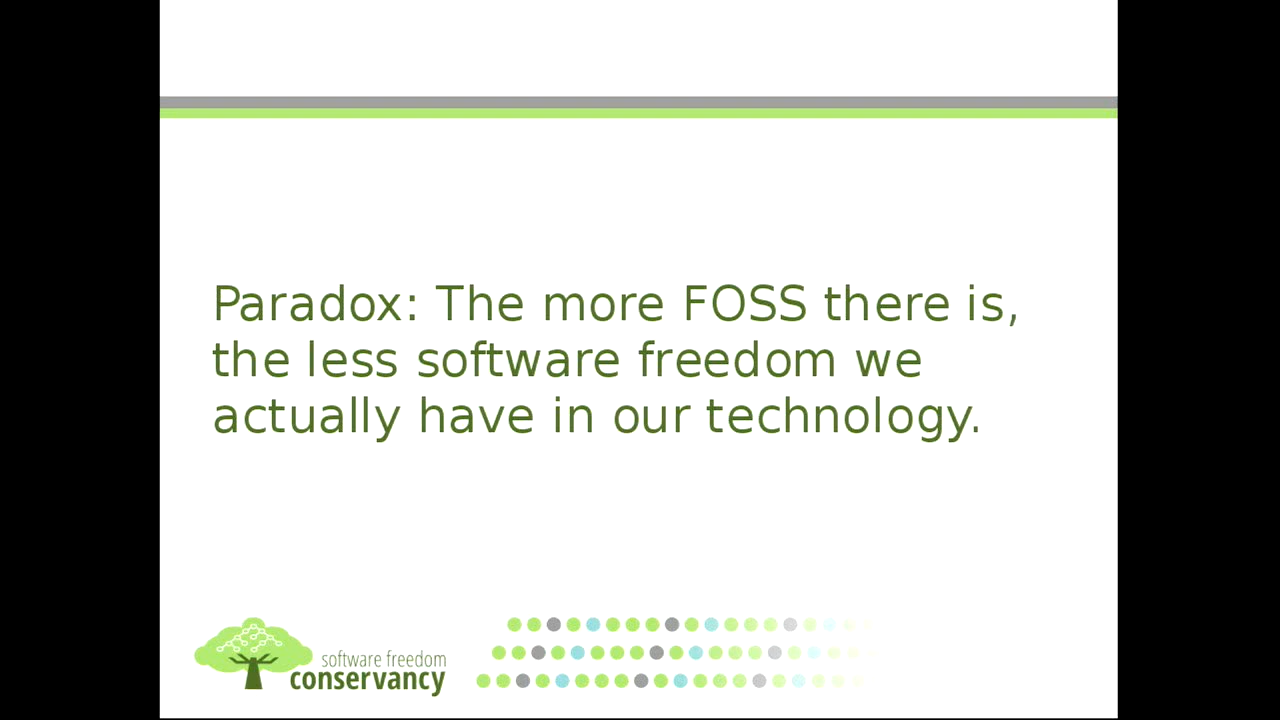 Paradox: The more FOSS there is,
the less software freedom we
actually have in our technology.
software freedom
conservancy